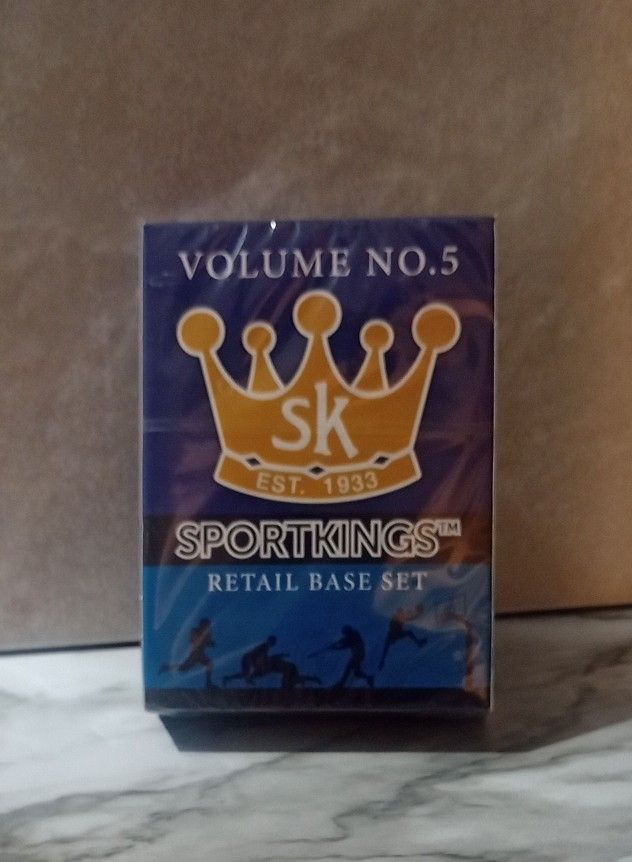 VOLUME NO.5
SK
EST. 1933
SPORTKINGS™
RETAIL BASE SET